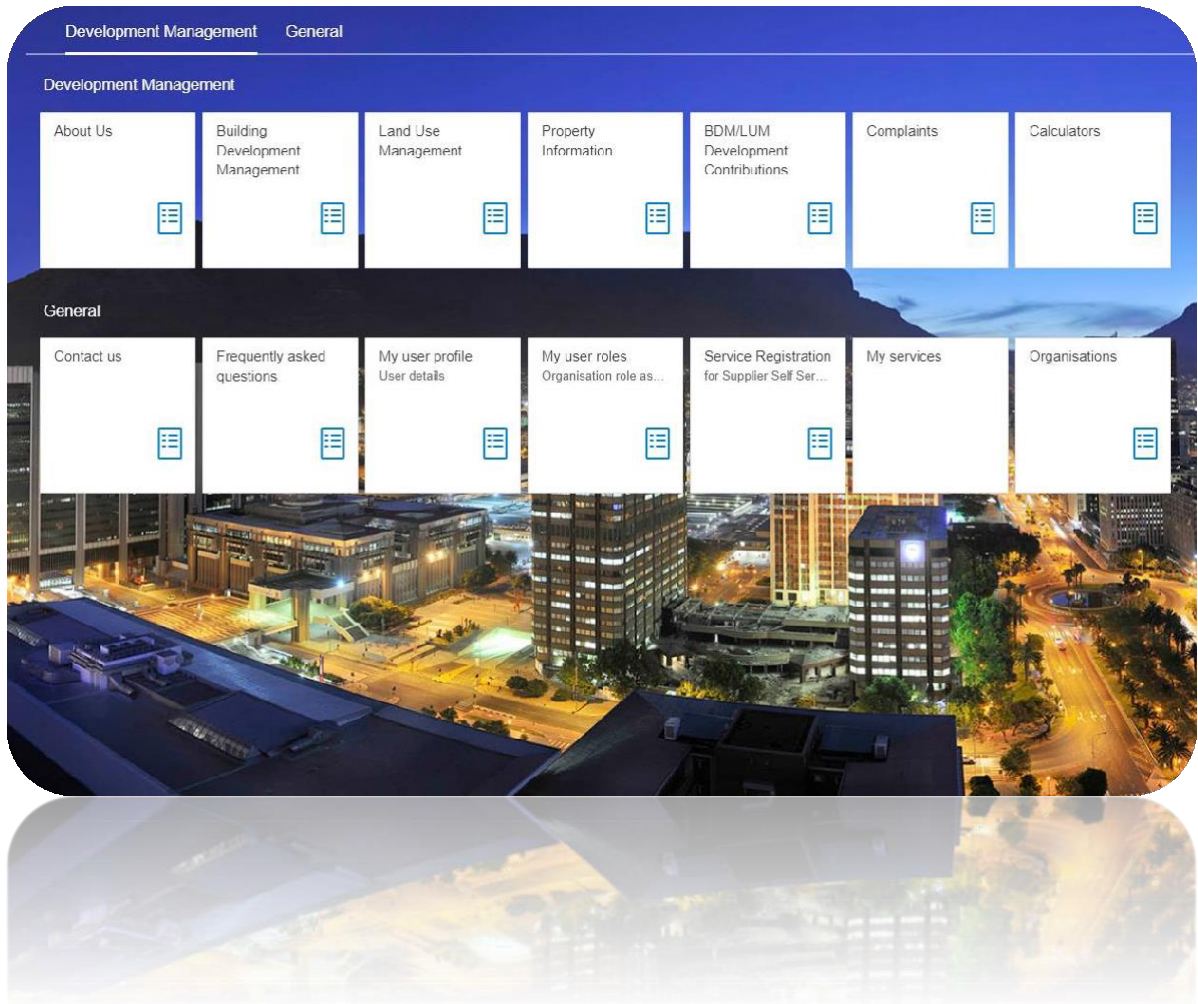 Development Management General
Development Management
About Us
Building
Development
Management
Land Use
Management
Property
Information
BDM/LUM
Development
Contributions
Complaints
Calculators
General
Contact us
Frequently asked
questions
My user profile
User details
My user roles
Organisation role as...
Service Registration
for Supplier Self Ser...
My services
Organisations